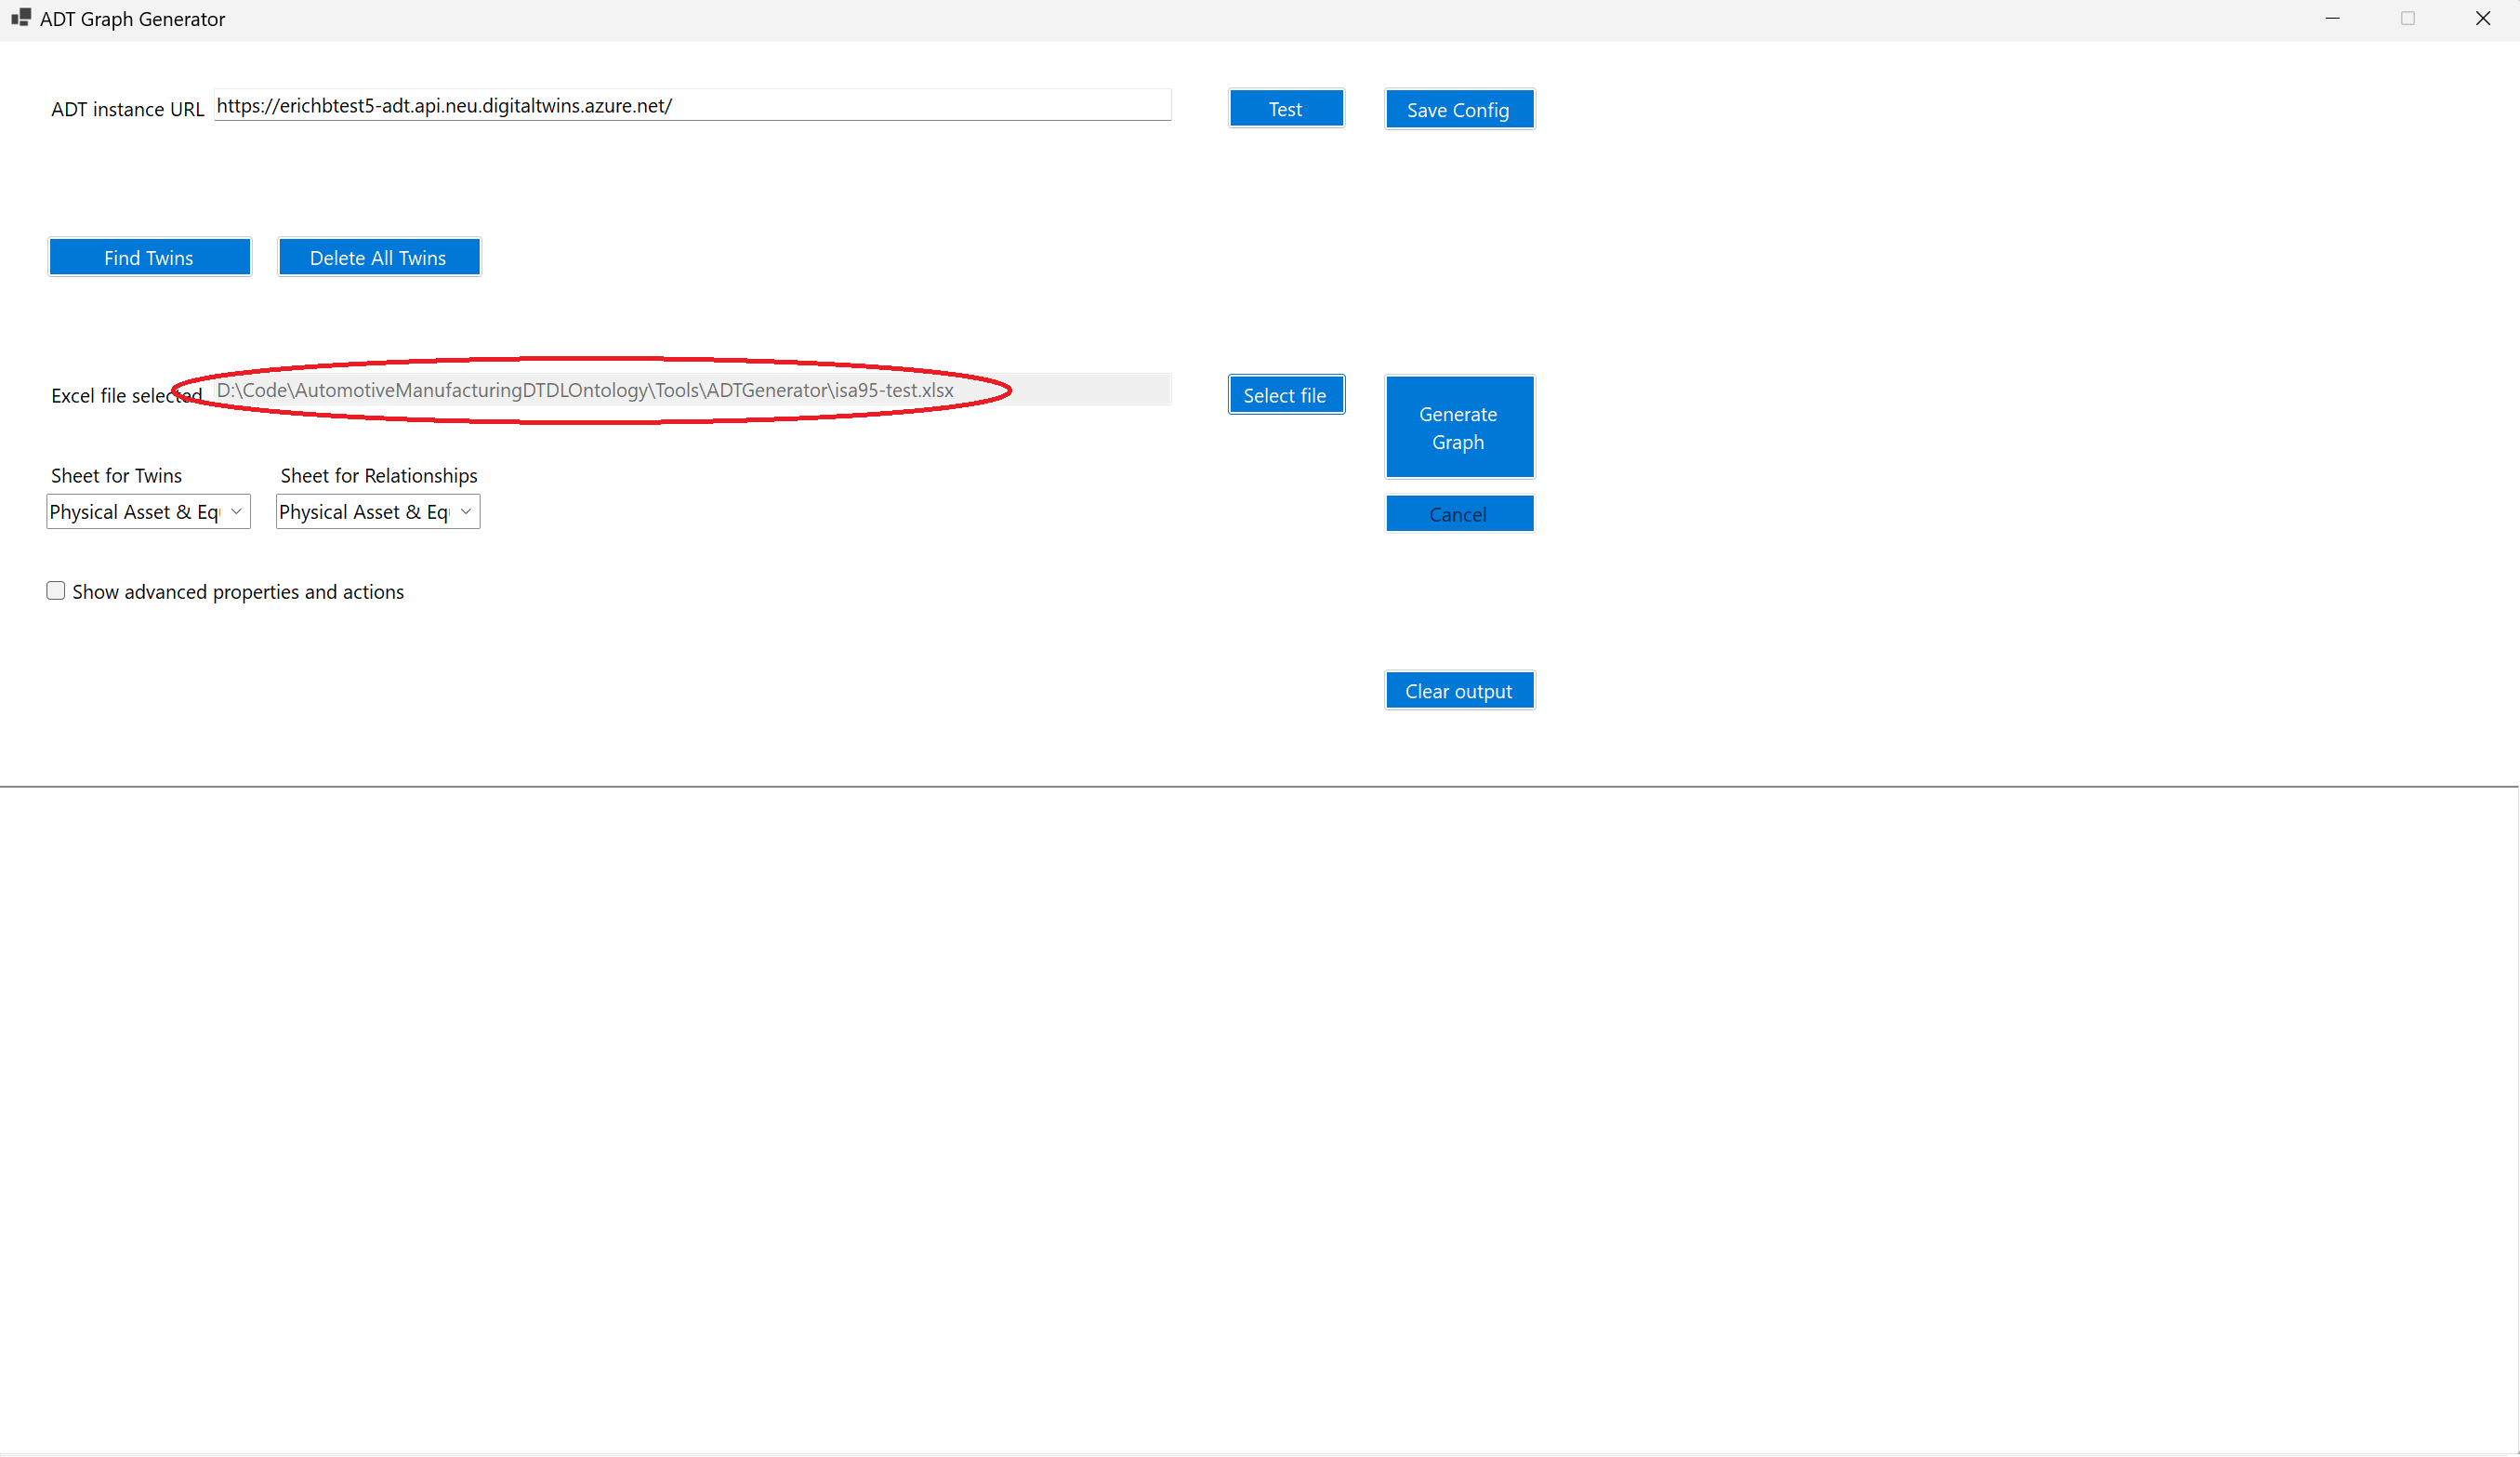 ADT Graph Generator
ADT instance URL https://erichbtest5-adt.api.neu.digitaltwins.azure.net/ Test Save Config
Find Twins Delete All Twins
Excel file selected D:\Code\AutomotiveManufacturingDTDLOntology\Tools\ADTGenerator\isa95-test.xlsx Select file
Generate
Graph
Sheet for Twins Sheet for Relationships
Physical Asset & Eq Physical Asset & Eq
Cancel
Show advanced properties and actions
Clear output